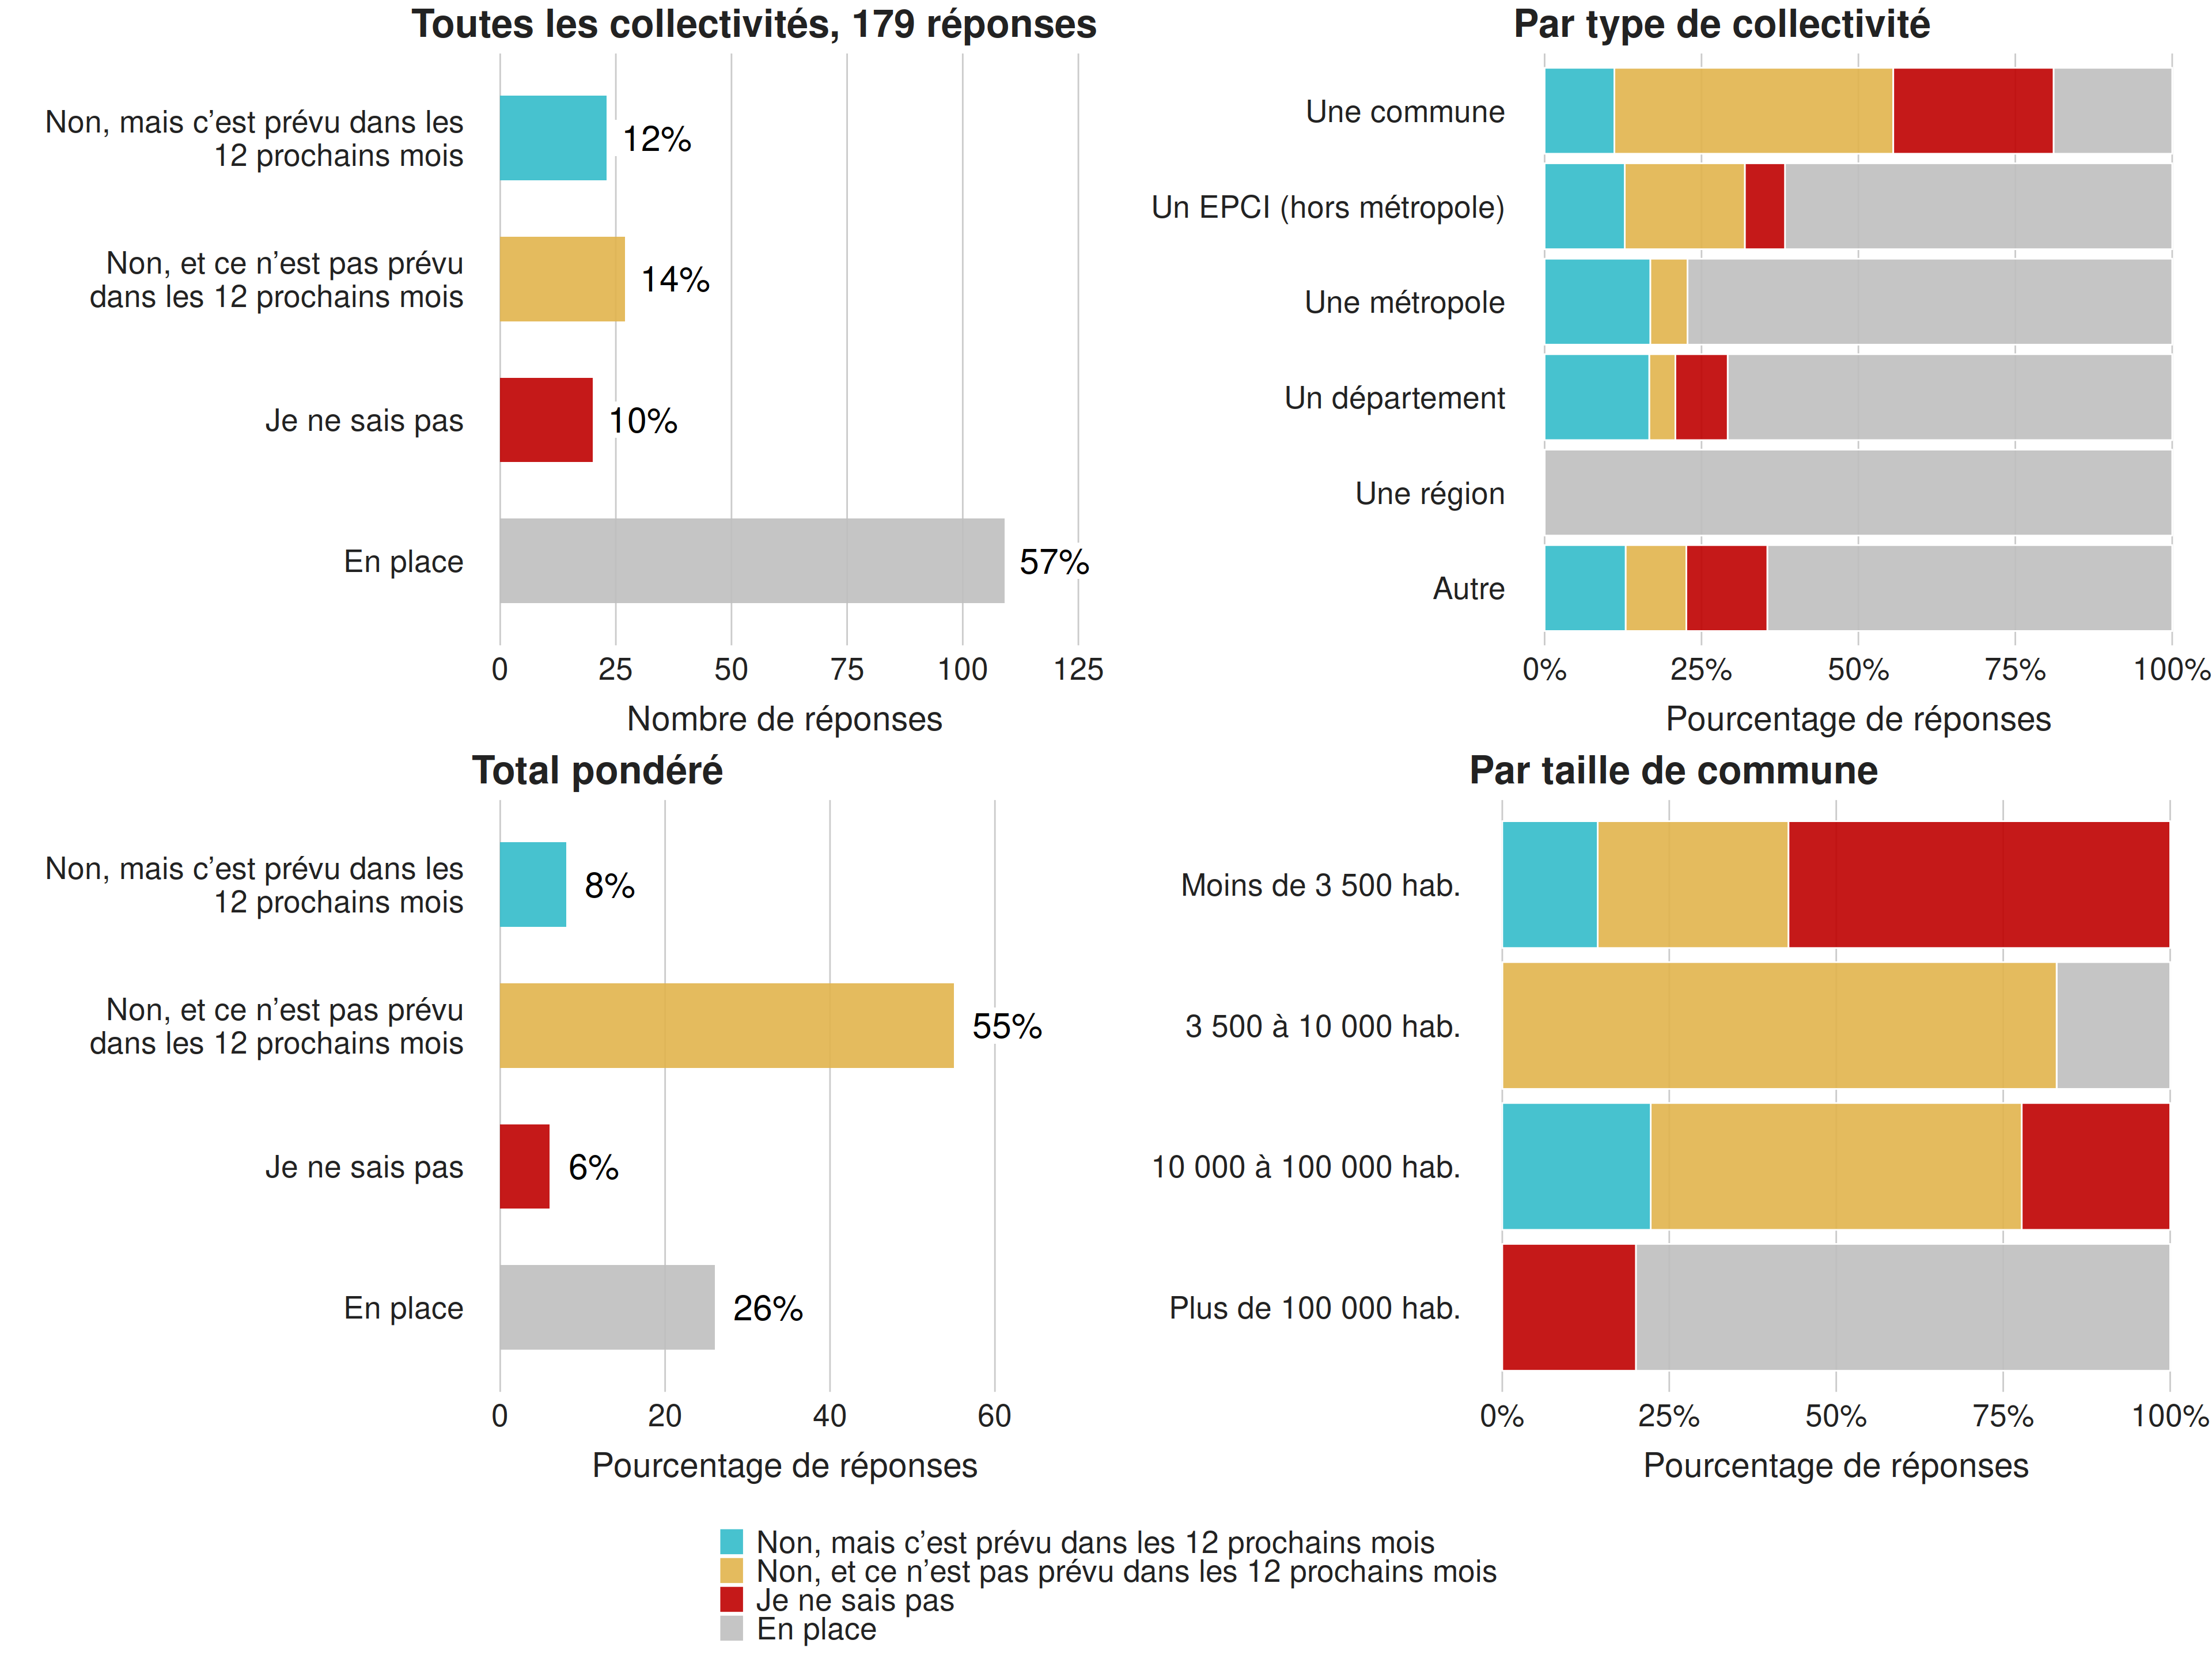 Toutes les collectivités, 179 réponses
Non, mais c’est prévu dans les
12 prochains mois
12%
Non, et ce n’est pas prévu
dans les 12 prochains mois
14%
Je ne sais pas
10%
En place
57%
0 25 50 75 100 125
Nombre de réponses
Par type de collectivité
Une commune
Un EPCI (hors métropole)
Une métropole
Un département
Une région
Autre
0% 25% 50% 75% 100%
Pourcentage de réponses
Total pondéré
Non, mais c’est prévu dans les
12 prochains mois
8%
Non, et ce n’est pas prévu
dans les 12 prochains mois
55%
Je ne sais pas
6%
En place
26%
0 20 40 60
Pourcentage de réponses
Par taille de commune
Moins de 3 500 hab.
3 500 à 10 000 hab.
10 000 à 100 000 hab.
Plus de 100 000 hab.
0% 25% 50% 75% 100%
Pourcentage de réponses
Non, mais c’est prévu dans les 12 prochains mois
Non, et ce n’est pas prévu dans les 12 prochains mois
Je ne sais pas
En place